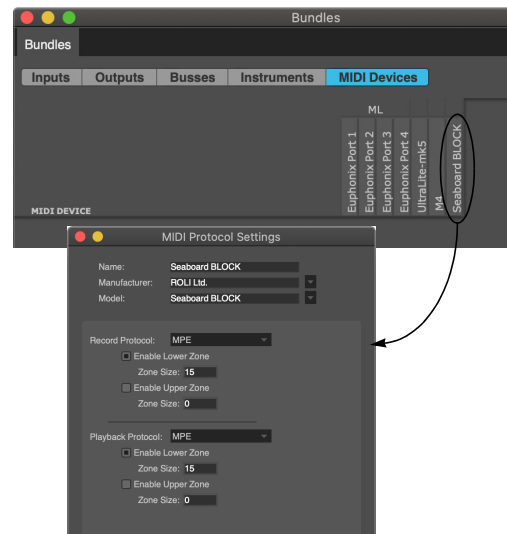 Bundles
Bundles
Inputs Outputs Busses Instruments MIDI Devices
ML
Euphonix Port 1
Euphonix Port 2
Euphonix Port 3
Euphonix Port 4
UltraLite-mk5
M4
Seaboard BLOCK
MIDI DEVICE
MIDI Protocol Settings
Name: Seaboard BLOCK
Manufacturer: ROLI Ltd.
Model: Seaboard BLOCK
Record Protocol: MPE
Enable Lower Zone
Zone Size: 15
Enable Upper Zone
Zone Size: 0
Playback Protocol: MPE
Enable Lower Zone
Zone Size: 15
Enable Upper Zone
Zone Size: 0